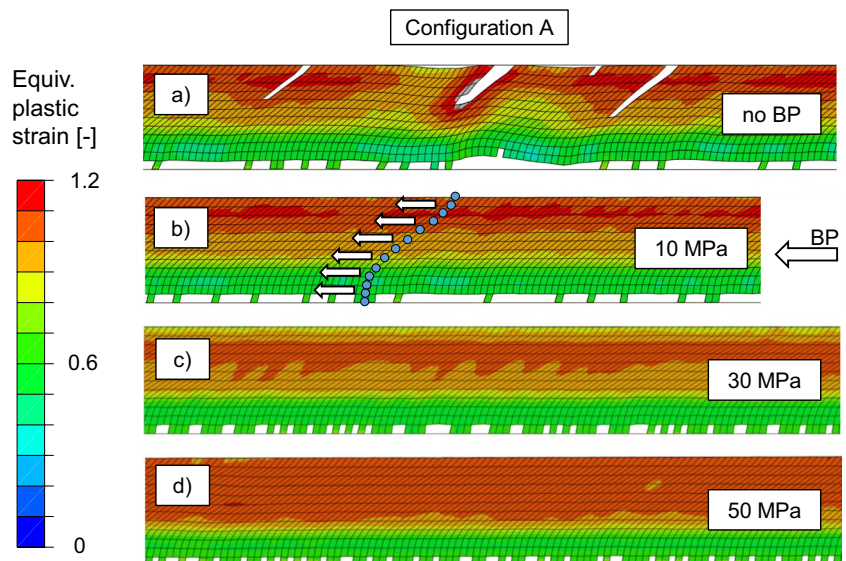 Configuration A
Equiv.
plastic
strain [-]
1.2
0.6
0
a)
no BP
b)
10 MPa
BP
c)
30 MPa
d)
50 MPa